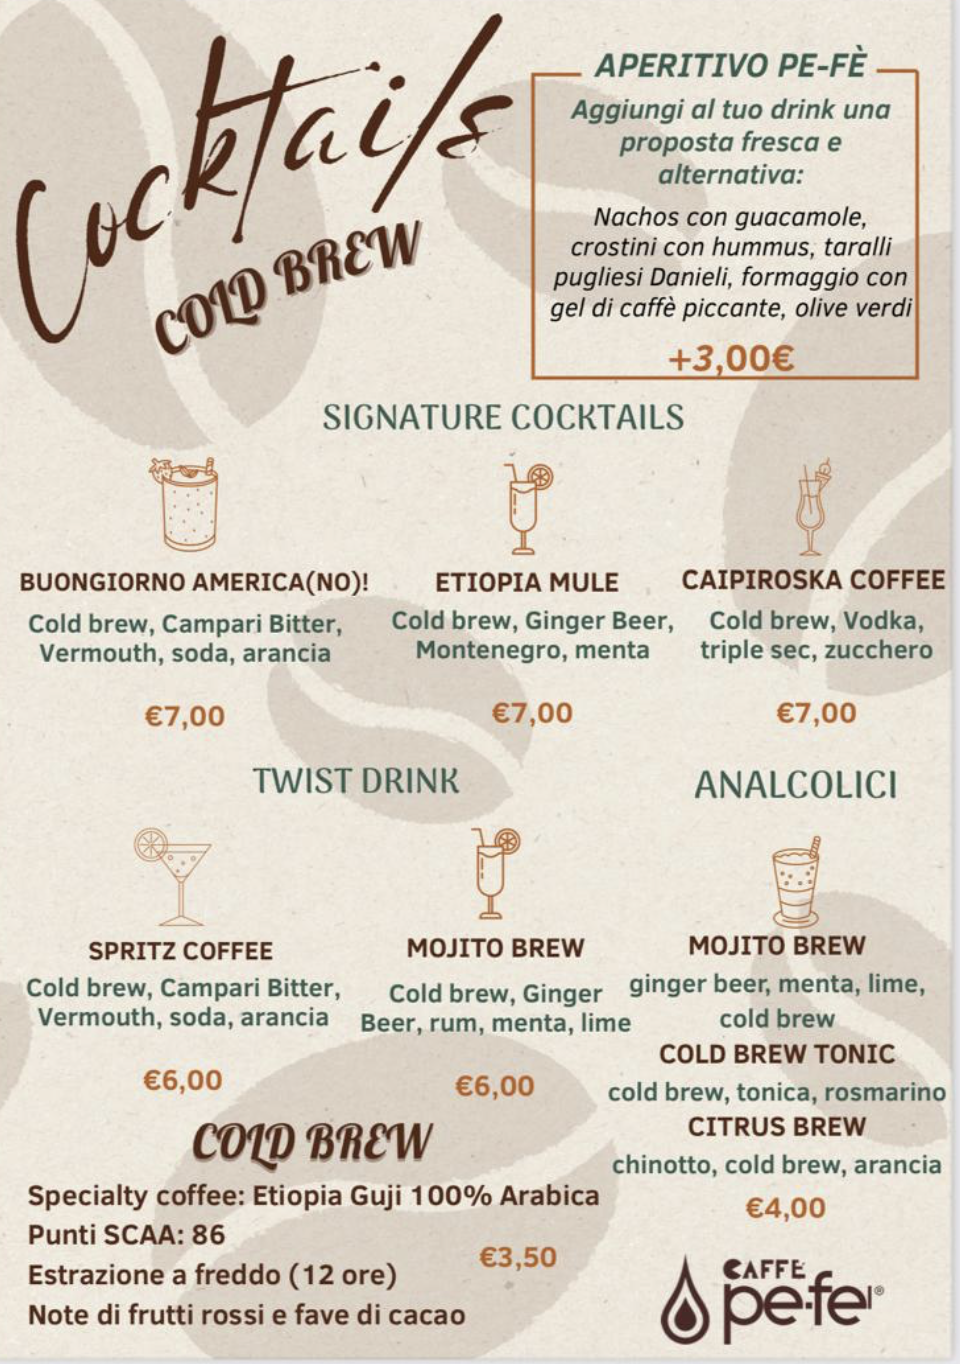 Cocktails
COLD BREW
APERITIVO PE-FÈ
Aggiungi al tuo drink una
proposta fresca e
alternativa:
Nachos con guacamole,
crostini con hummus, taralli
pugliesi Danieli, formaggio con
gel di caffè piccante, olive verdi
+3,00€
SIGNATURE COCKTAILS
BUONGIORNO AMERICA(NO)!
Cold brew, Campari Bitter,
Vermouth, soda, arancia
€7,00
ETIOPIA MULE
Cold brew, Ginger Beer,
Montenegro, menta
€7,00
CAIPIROSKA COFFEE
Cold brew, Vodka,
triple sec, zucchero
€7,00
TWIST DRINK
SPRITZ COFFEE
Cold brew, Campari Bitter,
Vermouth, soda, arancia
€6,00
MOJITO BREW
Cold brew, Ginger
Beer, rum, menta, lime
€6,00
ANALCOLICI
MOJITO BREW
ginger beer, menta, lime,
cold brew
COLD BREW TONIC
cold brew, tonica, rosmarino
CITRUS BREW
chinotto, cold brew, arancia
€4,00
COLD BREW
Specialty coffee: Etiopia Guji 100% Arabica
Punti SCAA: 86
Estrazione a freddo (12 ore)
Note di frutti rossi e fave di cacao
€3,50
CAFFE
pe-fe®